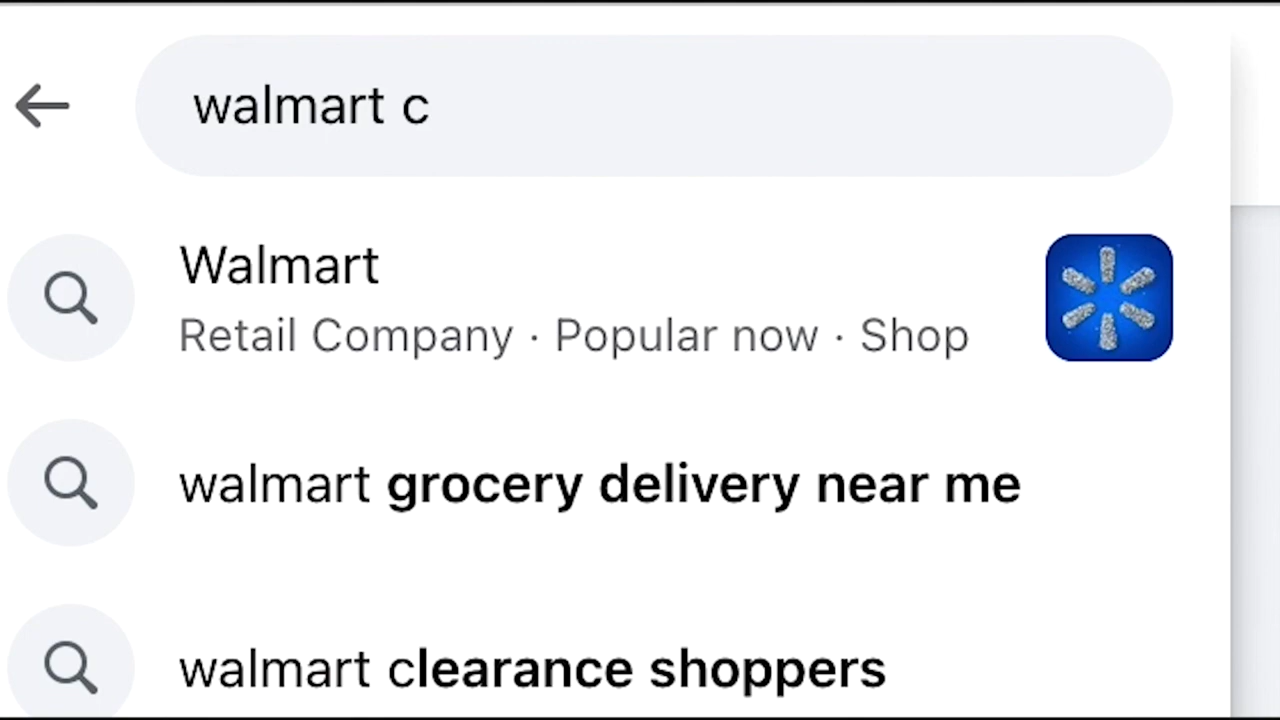 walmart c
Walmart
Retail Company · Popular now · Shop
walmart grocery delivery near me
walmart clearance shoppers